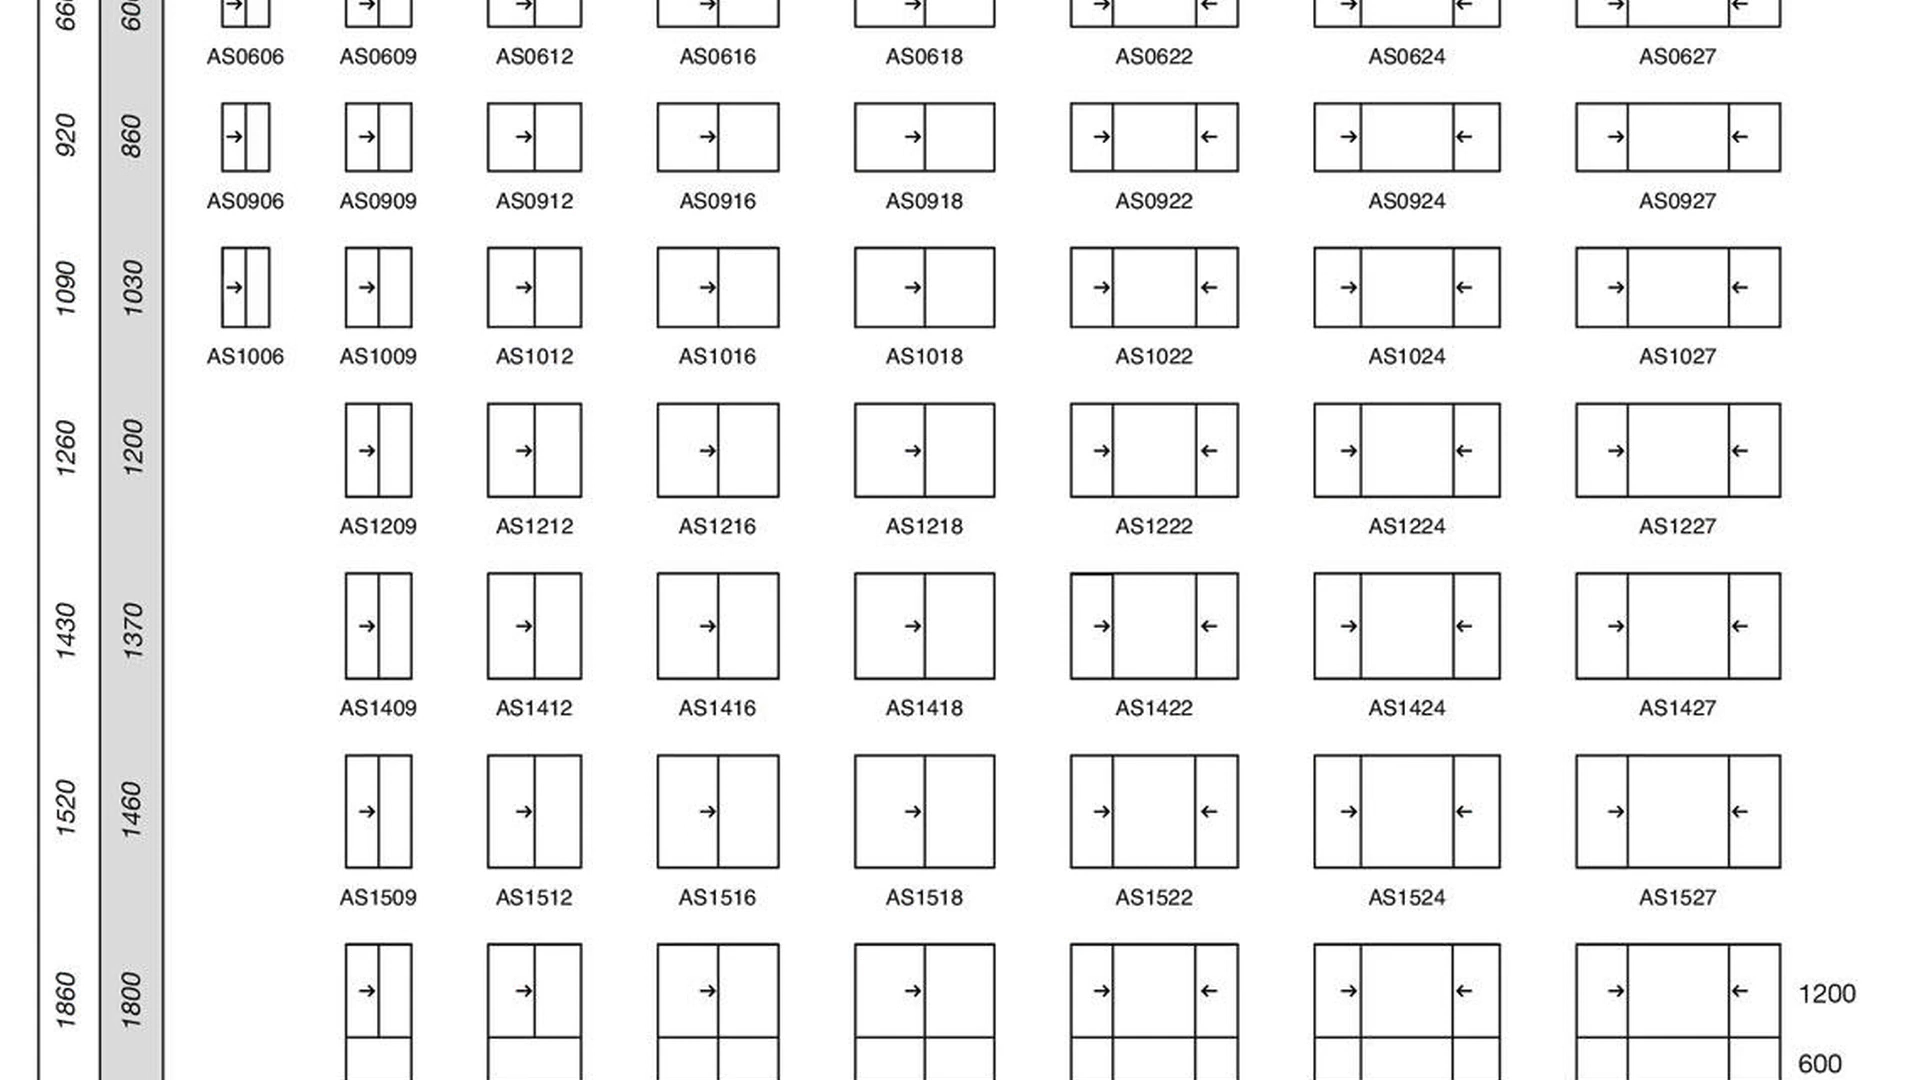 AS0606 AS0609 AS0612 AS0616 AS0618 AS0622 AS0624 AS0627
920 860
AS0906 AS0909 AS0912 AS0916 AS0918 AS0922 AS0924 AS0927
1090 1030
AS1006 AS1009 AS1012 AS1016 AS1018 AS1022 AS1024 AS1027
1260 1200
AS1209 AS1212 AS1216 AS1218 AS1222 AS1224 AS1227
1430 1370
AS1409 AS1412 AS1416 AS1418 AS1422 AS1424 AS1427
1520 1460
AS1509 AS1512 AS1516 AS1518 AS1522 AS1524 AS1527
1860 1800 1200
600